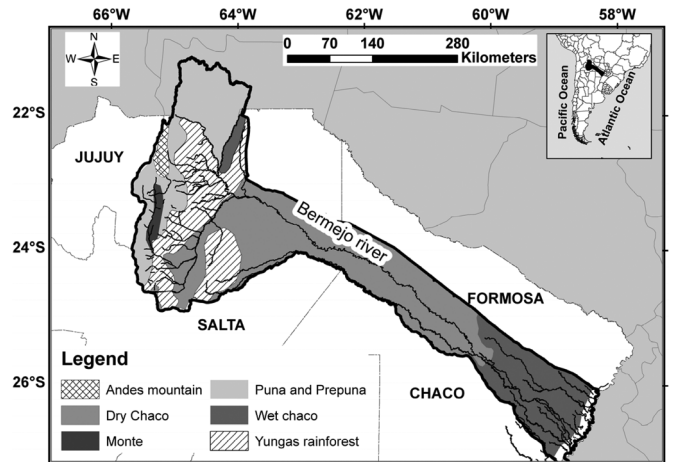 66°W 64°W 62°W 60°W 58°W
N
W E
S
0 70 140 280
Kilometers
Pacific Ocean
Atlantic Ocean
22°S
JUJUY
Bermejo river
24°S
FORMOSA
SALTA
Legend
26°S
CHACO
Andes mountain
Puna and Prepuna
Dry Chaco
Wet chaco
Monte
Yungas rainforest